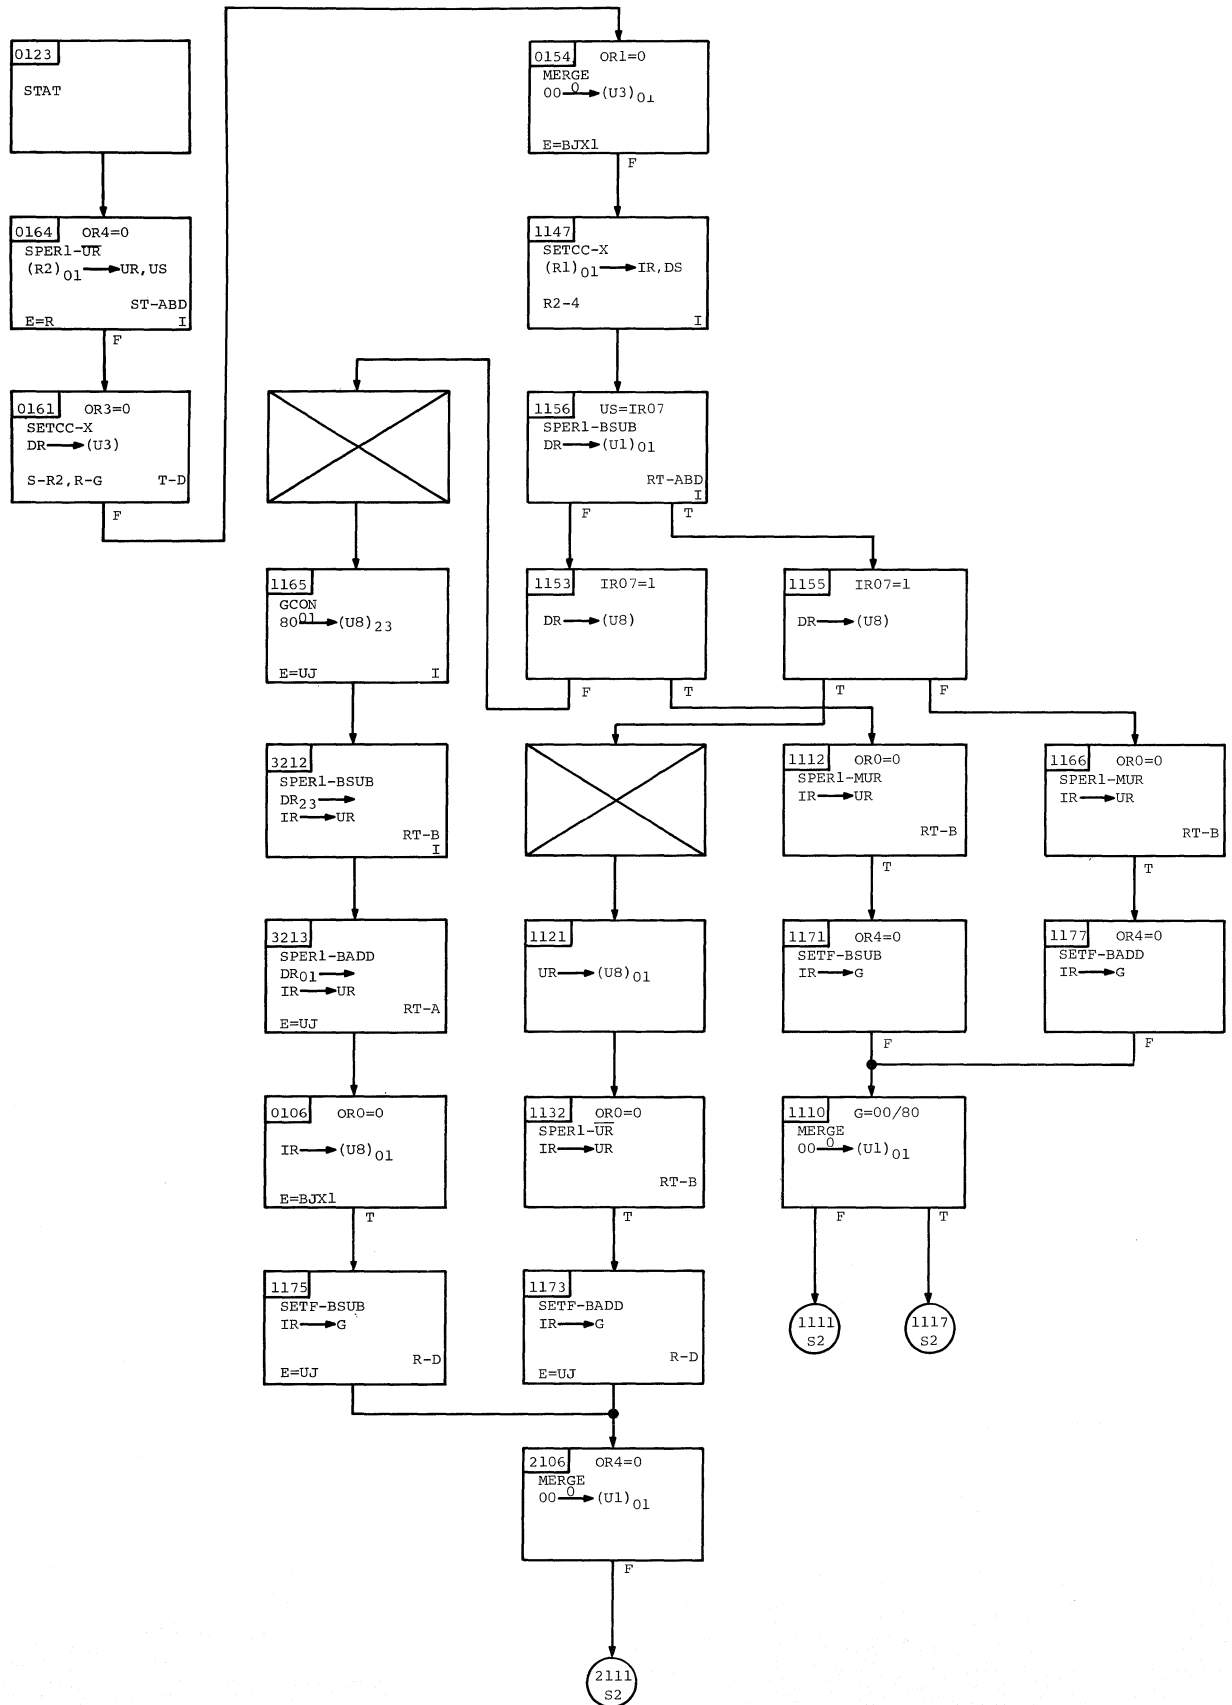 0123
STAT
0164 OR4=0
SPER1-UR
(R2)01 UR,US
ST-ABD
E=R I
F
0161 OR3=0
SETCC-X
DR (U3)
S-R2,R-G T-D
F
0154 OR1=0
MERGE
00 0 (U3)01
E=BJX1
F
1147
SETCC-X
(R1)01 IR,DS
R2-4
I
1156 US=IR07
SPER1-BSUB
DR (U1)01
RT-ABD
I
F T
1153 IR07=1
DR (U8)
F T
1155 IR07=1
DR (U8)
T F
1165
GCON
80 01 (U8)23
E=UJ I
3212
SPER1-BSUB
DR23
IR UR
RT-B
I
3213
SPER1-BADD
DR01
IR UR
RT-A
E=UJ
0106 OR0=0
IR (U8)01
E=BJX1
T
1175
SETF-BSUB
IR G
R-D
E=UJ
1121
UR (U8)01
1132 OR0=0
SPER1-UR
IR UR
RT-B
T
1173
SETF-BADD
IR G
R-D
E=UJ
1112 OR0=0
SPER1-MUR
IR UR
RT-B
T
1171 OR4=0
SETF-BSUB
IR G
F
1166 OR0=0
SPER1-MUR
IR UR
RT-B
T
1177 OR4=0
SETF-BADD
IR G
F
1110 G=00/80
MERGE
00 0 (U1)01
F T
1111
S2
1117
S2
2106 OR4=0
MERGE
00 0 (U1)01
F
2111
S2